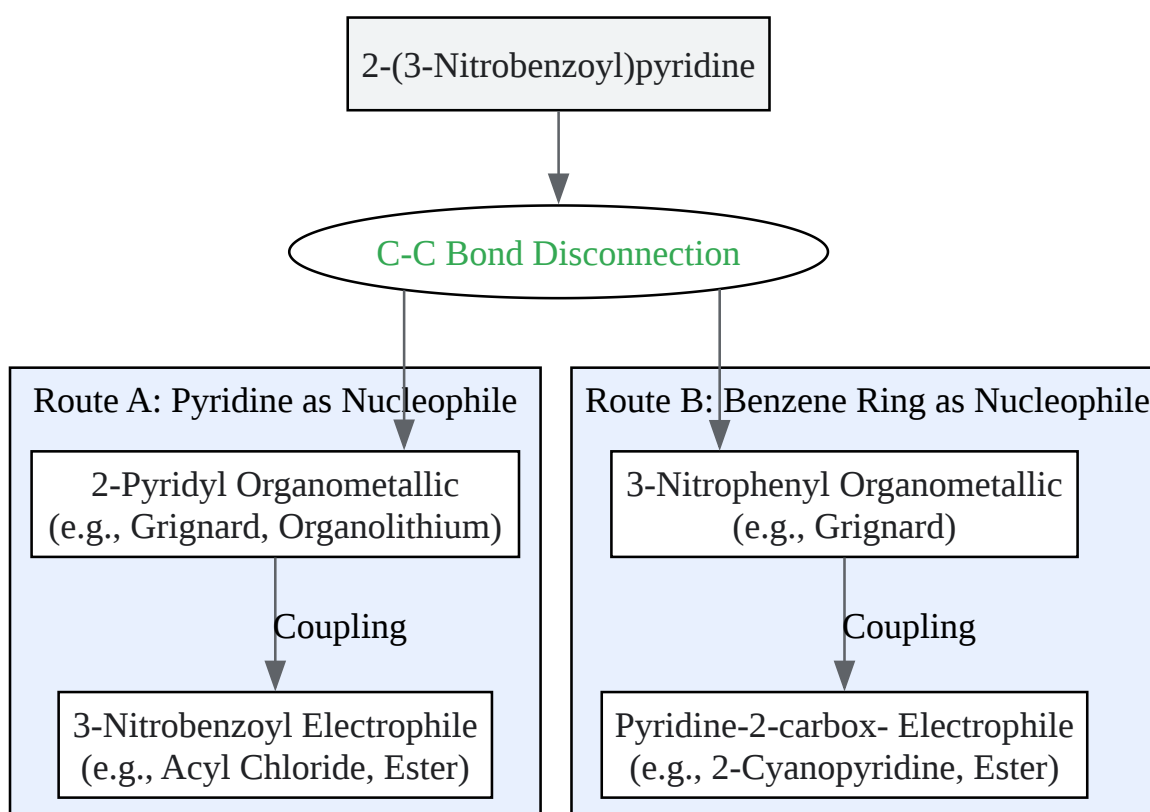 2-(3-Nitrobenzoyl)pyridine
C-C Bond Disconnection
Route A: Pyridine as Nucleophile
2-Pyridyl Organometallic
(e.g., Grignard, Organolithium)
Coupling
3-Nitrobenzoyl Electrophile
(e.g., Acyl Chloride, Ester)
Route B: Benzene Ring as Nucleophile
3-Nitrophenyl Organometallic
(e.g., Grignard)
Coupling
Pyridine-2-carbox- Electrophile
(e.g., 2-Cyanopyridine, Ester)